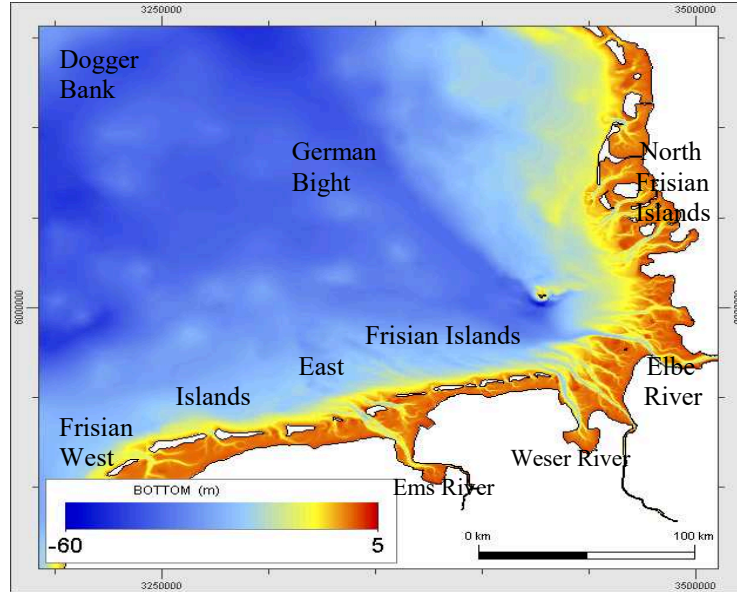 3250000
3500000
Dogger
Bank
German
Bight
North
Frisian
Islands
6000000
6000000
Frisian Islands
East
Elbe
River
Islands
Frisian
West
Weser River
Ems River
BOTTOM (m)
-60
5
0 km
100 km
3250000
3500000